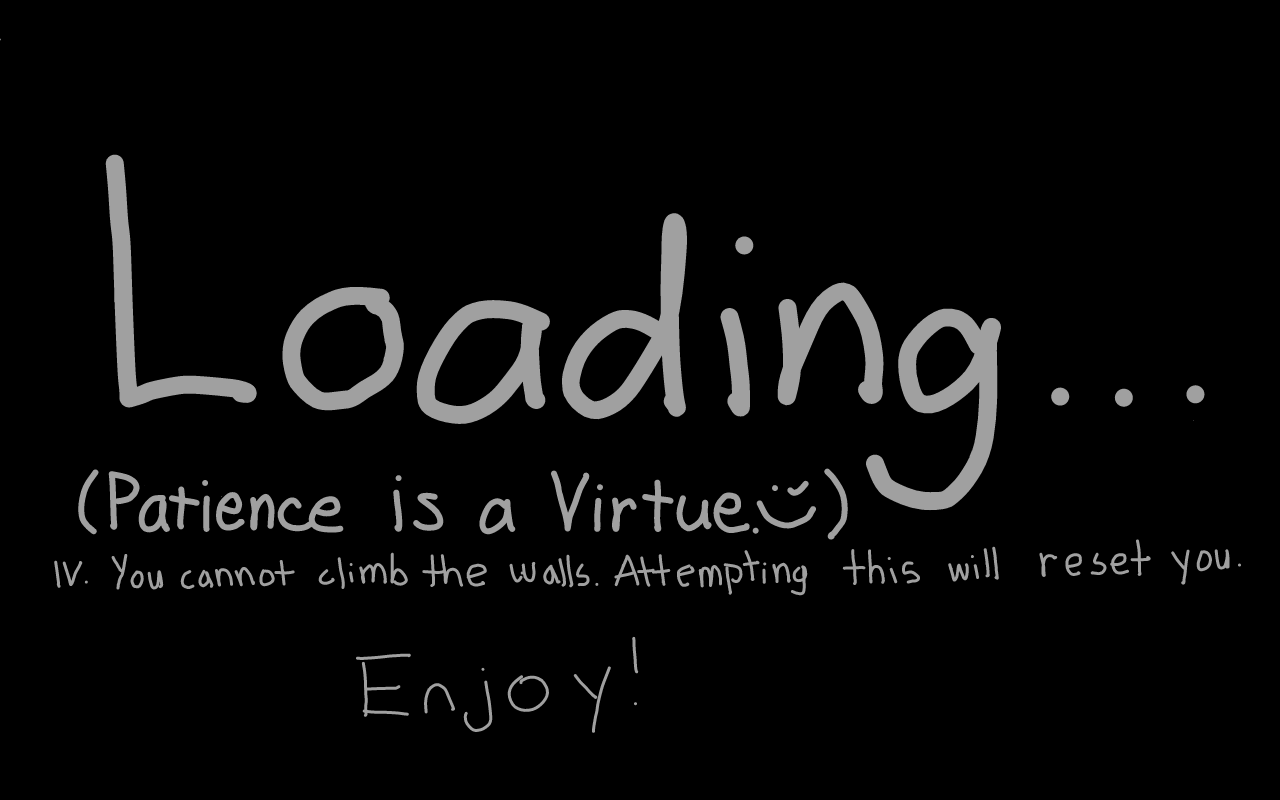 Loading...
(Patience is a Virtue. :))
IV. You cannot climb the walls. Attempting this will reset you.
Enjoy!